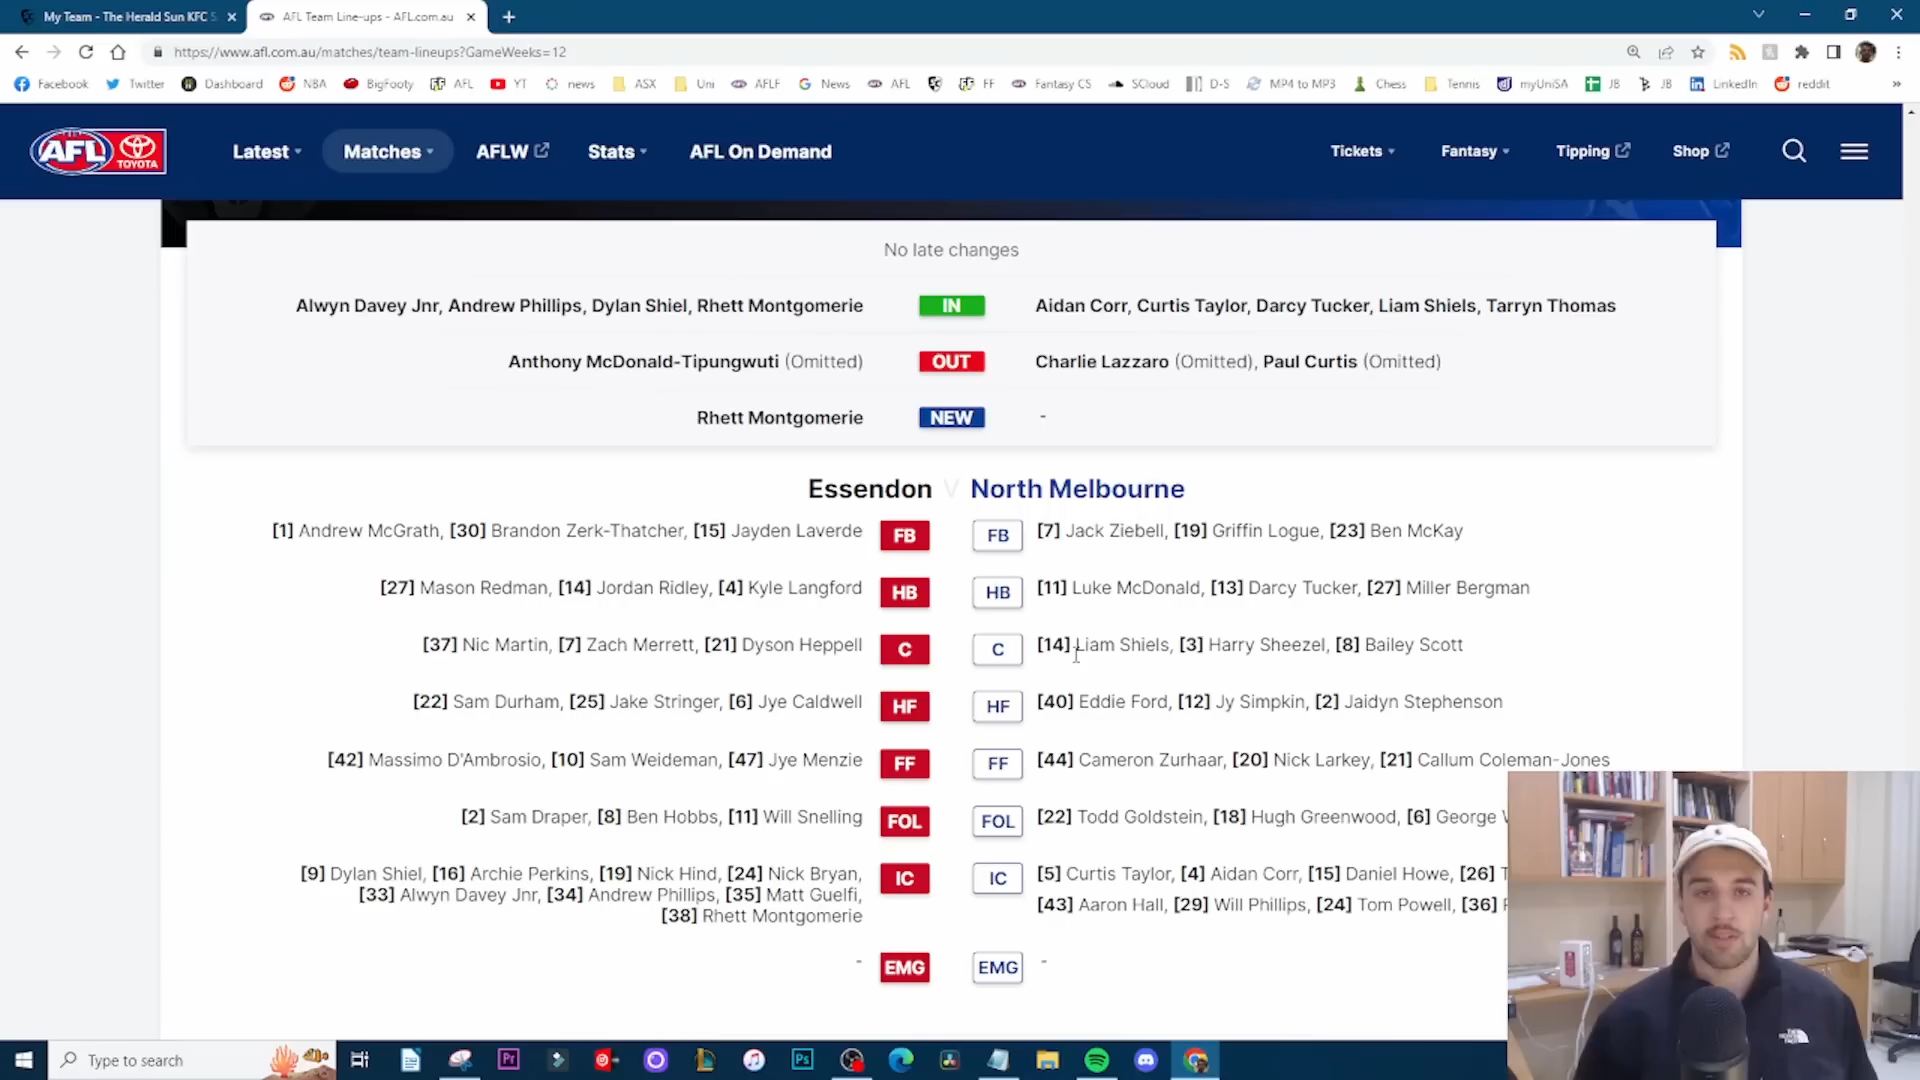 My Team - The Herald Sun KFC S
AFL Team Line-ups - AFL.com.au
https://www.afl.com.au/matches/team-lineups?GameWeeks=12
Facebook Twitter Dashboard NBA BigFooty AFL YT news ASX Uni AFLF News AFL FF Fantasy CS SCloud D-S MP4 to MP3 Chess Tennis myUniSA JB JB LinkedIn reddit »
AFL TOYOTA Latest Matches AFLW Stats AFL On Demand Tickets Fantasy Tipping Shop
No late changes
Alwyn Davey Jnr, Andrew Phillips, Dylan Shiel, Rhett Montgomerie IN Aidan Corr, Curtis Taylor, Darcy Tucker, Liam Shiels, Tarryn Thomas
Anthony McDonald-Tipungwuti (Omitted) OUT Charlie Lazzaro (Omitted), Paul Curtis (Omitted)
Rhett Montgomerie NEW -
Essendon V North Melbourne
[1] Andrew McGrath, [30] Brandon Zerk-Thatcher, [15] Jayden Laverde FB FB [7] Jack Ziebell, [19] Griffin Logue, [23] Ben McKay
[27] Mason Redman, [14] Jordan Ridley, [4] Kyle Langford HB HB [11] Luke McDonald, [13] Darcy Tucker, [27] Miller Bergman
[37] Nic Martin, [7] Zach Merrett, [21] Dyson Heppell C C [14] Liam Shiels, [3] Harry Sheezel, [8] Bailey Scott
[22] Sam Durham, [25] Jake Stringer, [6] Jye Caldwell HF HF [40] Eddie Ford, [12] Jy Simpkin, [2] Jaidyn Stephenson
[42] Massimo D'Ambrosio, [10] Sam Weideman, [47] Jye Menzie FF FF [44] Cameron Zurhaar, [20] Nick Larkey, [21] Callum Coleman-Jones
[2] Sam Draper, [8] Ben Hobbs, [11] Will Snelling FOL FOL [22] Todd Goldstein, [18] Hugh Greenwood, [6] George
[9] Dylan Shiel, [16] Archie Perkins, [19] Nick Hind, [24] Nick Bryan, IC IC [5] Curtis Taylor, [4] Aidan Corr, [15] Daniel Howe, [26] T
[33] Alwyn Davey Jnr, [34] Andrew Phillips, [35] Matt Guelfi, [43] Aaron Hall, [29] Will Phillips, [24] Tom Powell, [36]
[38] Rhett Montgomerie
- EMG EMG -
Type to search